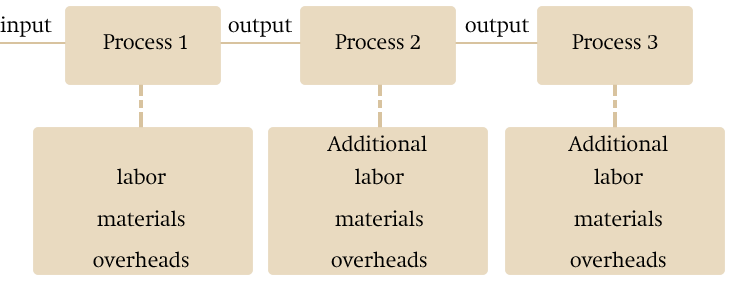 input
Process 1
output
Process 2
output
Process 3
labor
materials
overheads
Additional
labor
materials
overheads
Additional
labor
materials
overheads